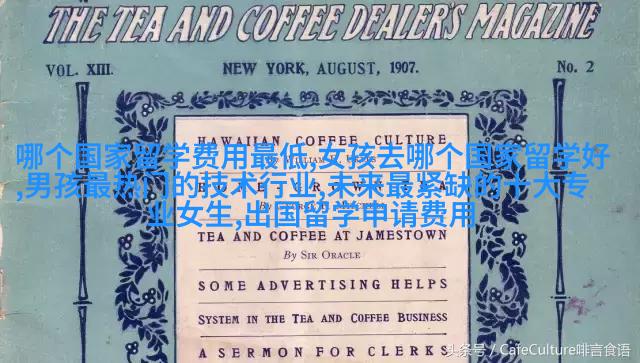 THE TEA AND COFFEE DEALER'S MAGAZINE
VOL. XIII. NEW YORK, AUGUST, 1907. No. 2
HAWAIIAN COFFEE CULTURE
哪个国家留学费用最低,女孩去哪个国家留学好
,男孩最热门的技术行业,未来最紧缺的十大专
业女生,出国留学申请费用
TEA AND COFFEE AT JAMESTOWN
By SIR ORACLE
SOME ADVERTISING HELPS
SYSTEM IN THE TEA AND COFFEE BUSINESS
A SERMON FOR CLERKS
头条号 / CafeCulture啡言食语